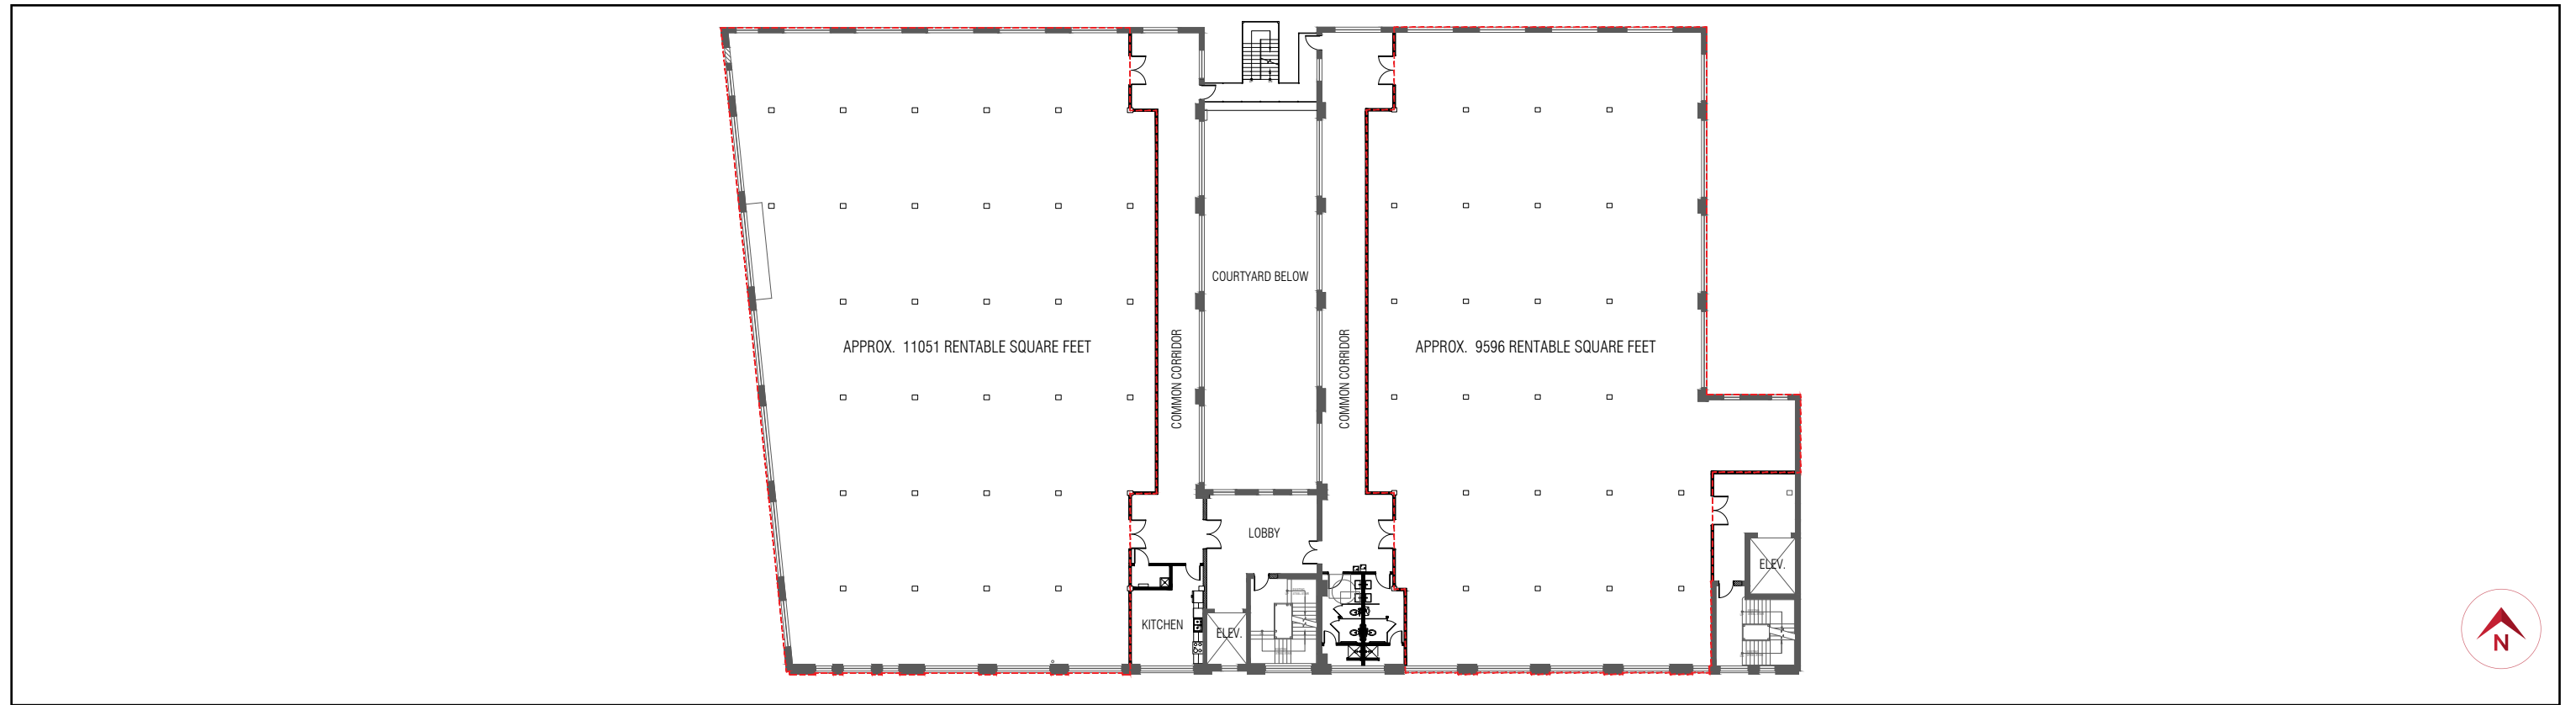 COURTYARD BELOW
APPROX. 11051 RENTABLE SQUARE FEET
COMMON CORRIDOR
COMMON CORRIDOR
APPROX. 9596 RENTABLE SQUARE FEET
LOBBY
ELEV.
KITCHEN
ELEV.
N